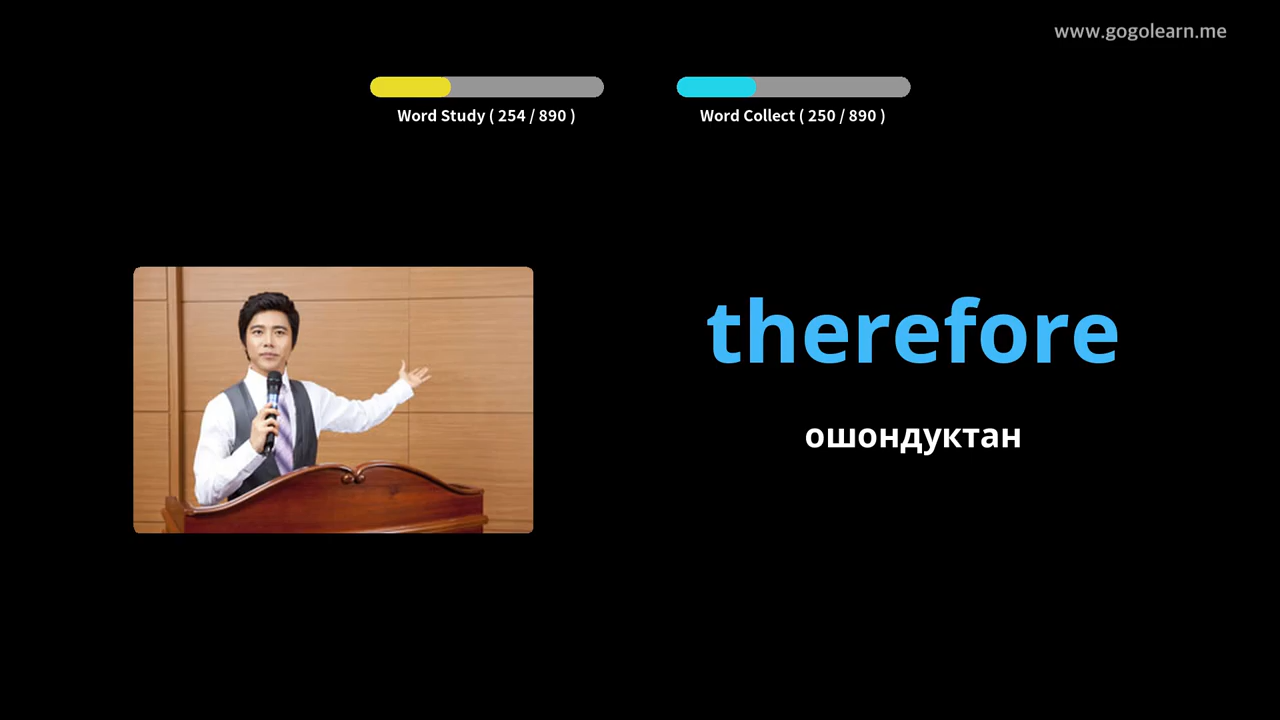 www.gogolearn.me
Word Study ( 254 / 890 )
Word Collect ( 250 / 890 )
therefore
ошондуктан